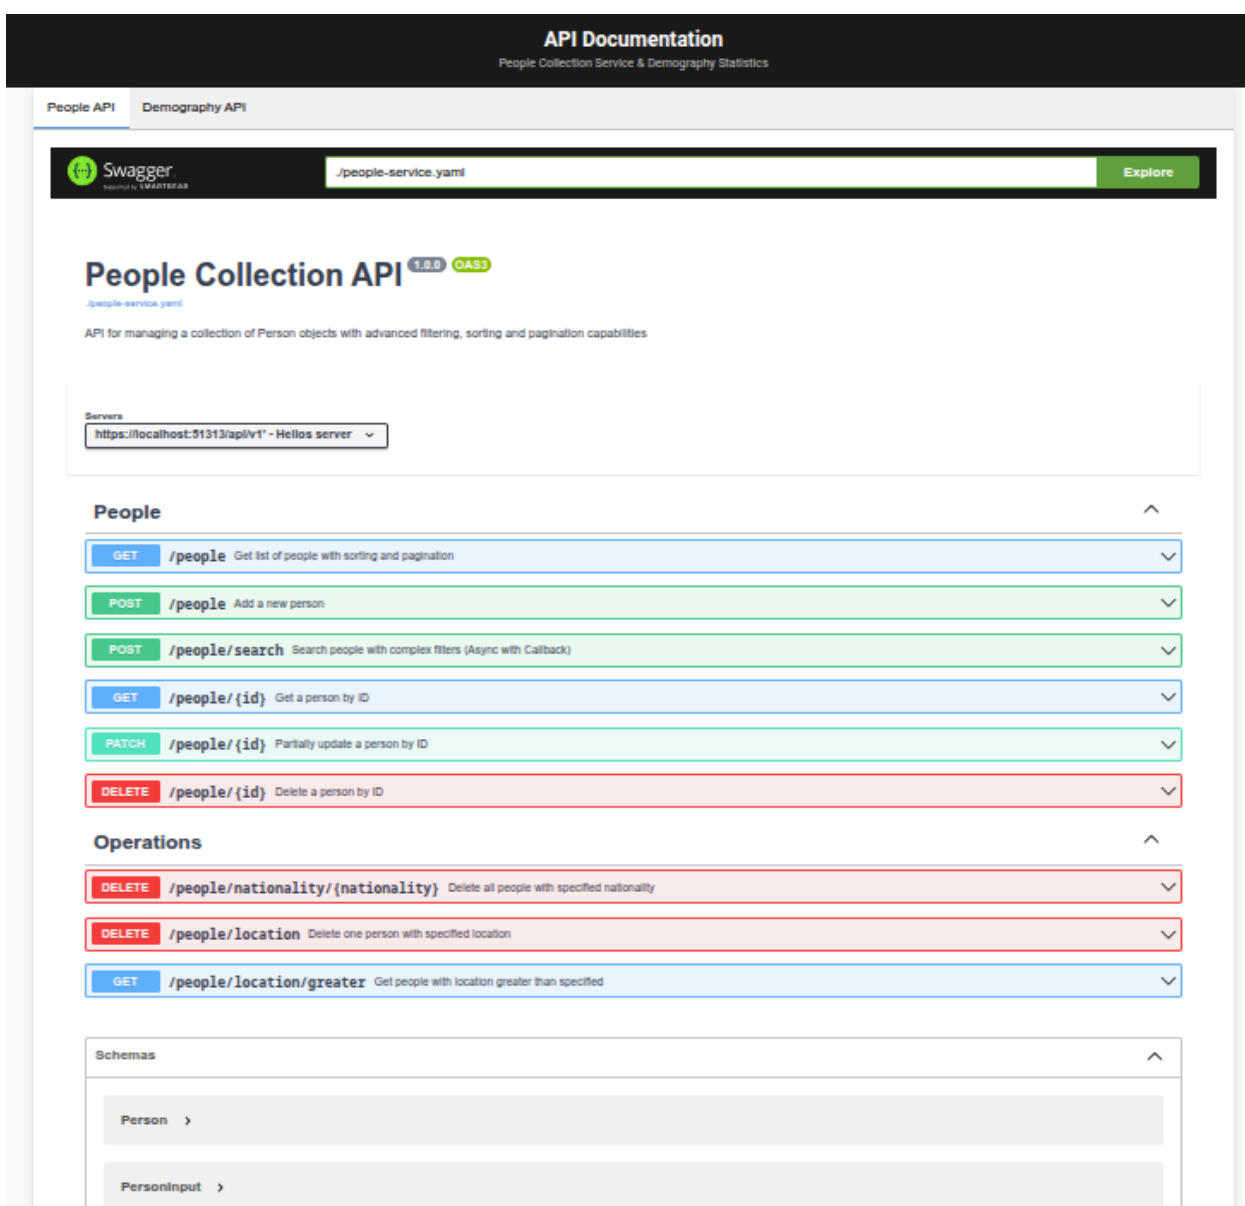 API Documentation
People Collection Service & Demography Statistics
People API Demography API
Swagger. ./people-service.yaml Explore
Supported by SMARTBEAR
People Collection API 1.0.0 OAS3
./people-service.yaml
API for managing a collection of Person objects with advanced filtering, sorting and pagination capabilities
Servers
https://localhost:51313/api/v1' - Helios server
People
GET /people Get list of people with sorting and pagination
POST /people Add a new person
POST /people/search Search people with complex filters (Async with Callback)
GET /people/{id} Get a person by ID
PATCH /people/{id} Partially update a person by ID
DELETE /people/{id} Delete a person by ID
Operations
DELETE /people/nationality/{nationality} Delete all people with specified nationality
DELETE /people/location Delete one person with specified location
GET /people/location/greater Get people with location greater than specified
Schemas
Person
PersonInput